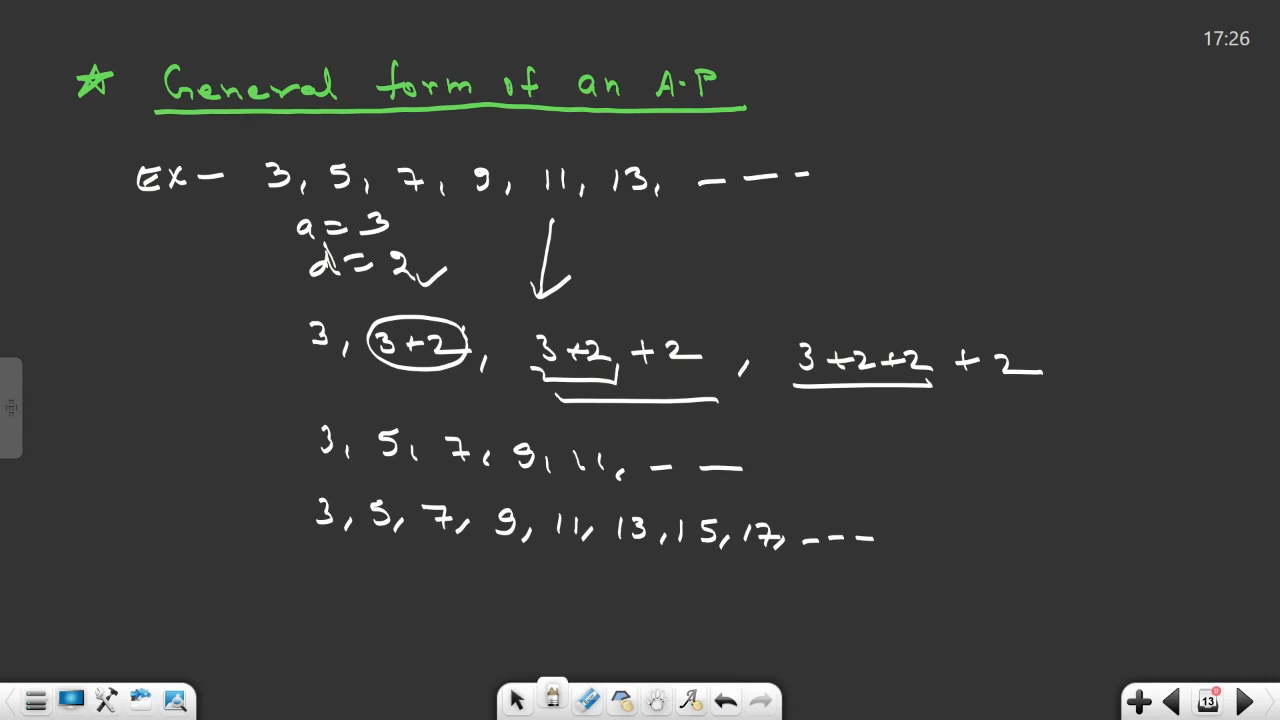 17:26
☆ General form of an A.P
Ex- 3, 5, 7, 9, 11, 13, - - -
a = 3
d = 2 ✓
3, 3+2, 3+2+2, 3+2+2+2
3, 5, 7, 9, 11, - -
3, 5, 7, 9, 11, 13, 15, 17, - - -
13